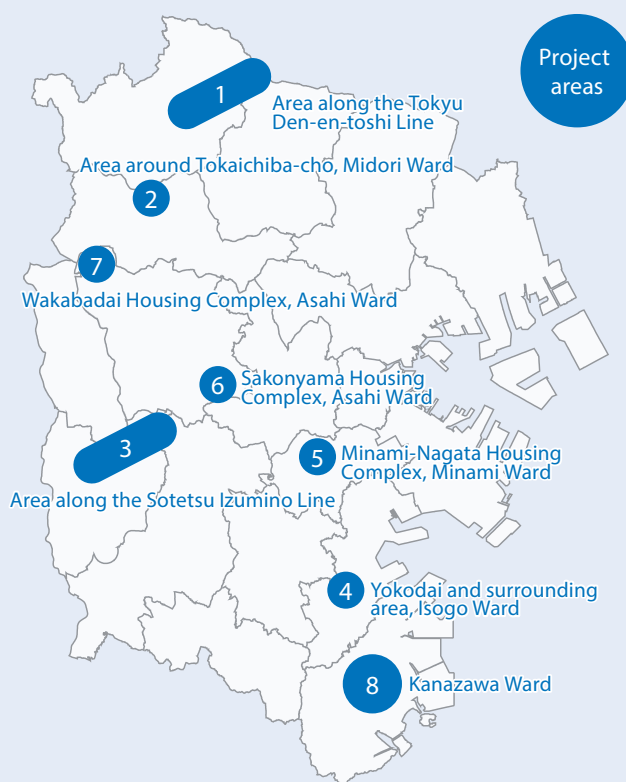 Project
areas
1
Area along the Tokyu
Den-en-toshi Line
Area around Tokaichiba-cho, Midori Ward
2
7
Wakabadai Housing Complex, Asahi Ward
6
Sakonyama Housing
Complex, Asahi Ward
3
Area along the Sotetsu Izumino Line
5
Minami-Nagata Housing
Complex, Minami Ward
4
Yokodai and surrounding
area, Isogo Ward
8
Kanazawa Ward